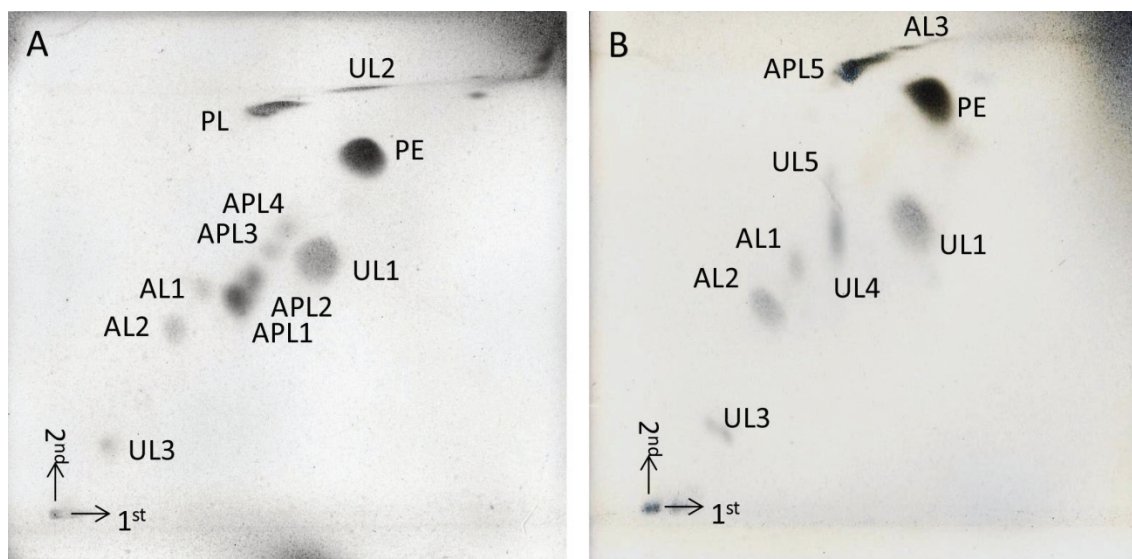 A
UL2
PL
PE
APL4
APL3
UL1
AL1
APL2
AL2
APL1
UL3
2nd
1st
B
AL3
APL5
PE
UL5
AL1
UL1
AL2
UL4
UL3
2nd
1st